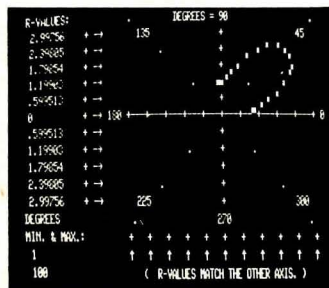 DEGREES = 90
R-VALUES:
135 45
2.99756 + →
2.39805 + →
1.79854 + →
1.19903 + →
.599513 + →
0 + → 180 0
.599513 + →
1.19903 + →
1.79854 + →
2.39805 + →
2.99756 + →
225 300
DEGREES 270
MIN. & MAX.: + + + + + + + + + +
1 ↑ ↑ ↑ ↑ ↑ ↑ ↑ ↑ ↑ ↑
180 ( R-VALUES MATCH THE OTHER AXIS. )